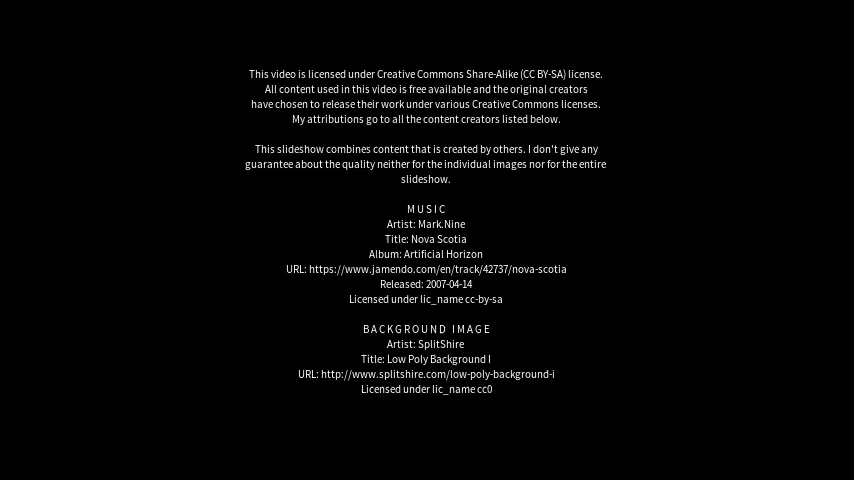 This video is licensed under Creative Commons Share-Alike (CC BY-SA) license.
All content used in this video is free available and the original creators
have chosen to release their work under various Creative Commons licenses.
My attributions go to all the content creators listed below.
This slideshow combines content that is created by others. I don't give any
guarantee about the quality neither for the individual images nor for the entire
slideshow.
MUSIC
Artist: Mark.Nine
Title: Nova Scotia
Album: Artificial Horizon
URL: https://www.jamendo.com/en/track/42737/nova-scotia
Released: 2007-04-14
Licensed under lic_name cc-by-sa
BACKGROUND IMAGE
Artist: SplitShire
Title: Low Poly Background I
URL: http://www.splitshire.com/low-poly-background-i
Licensed under lic_name cc0